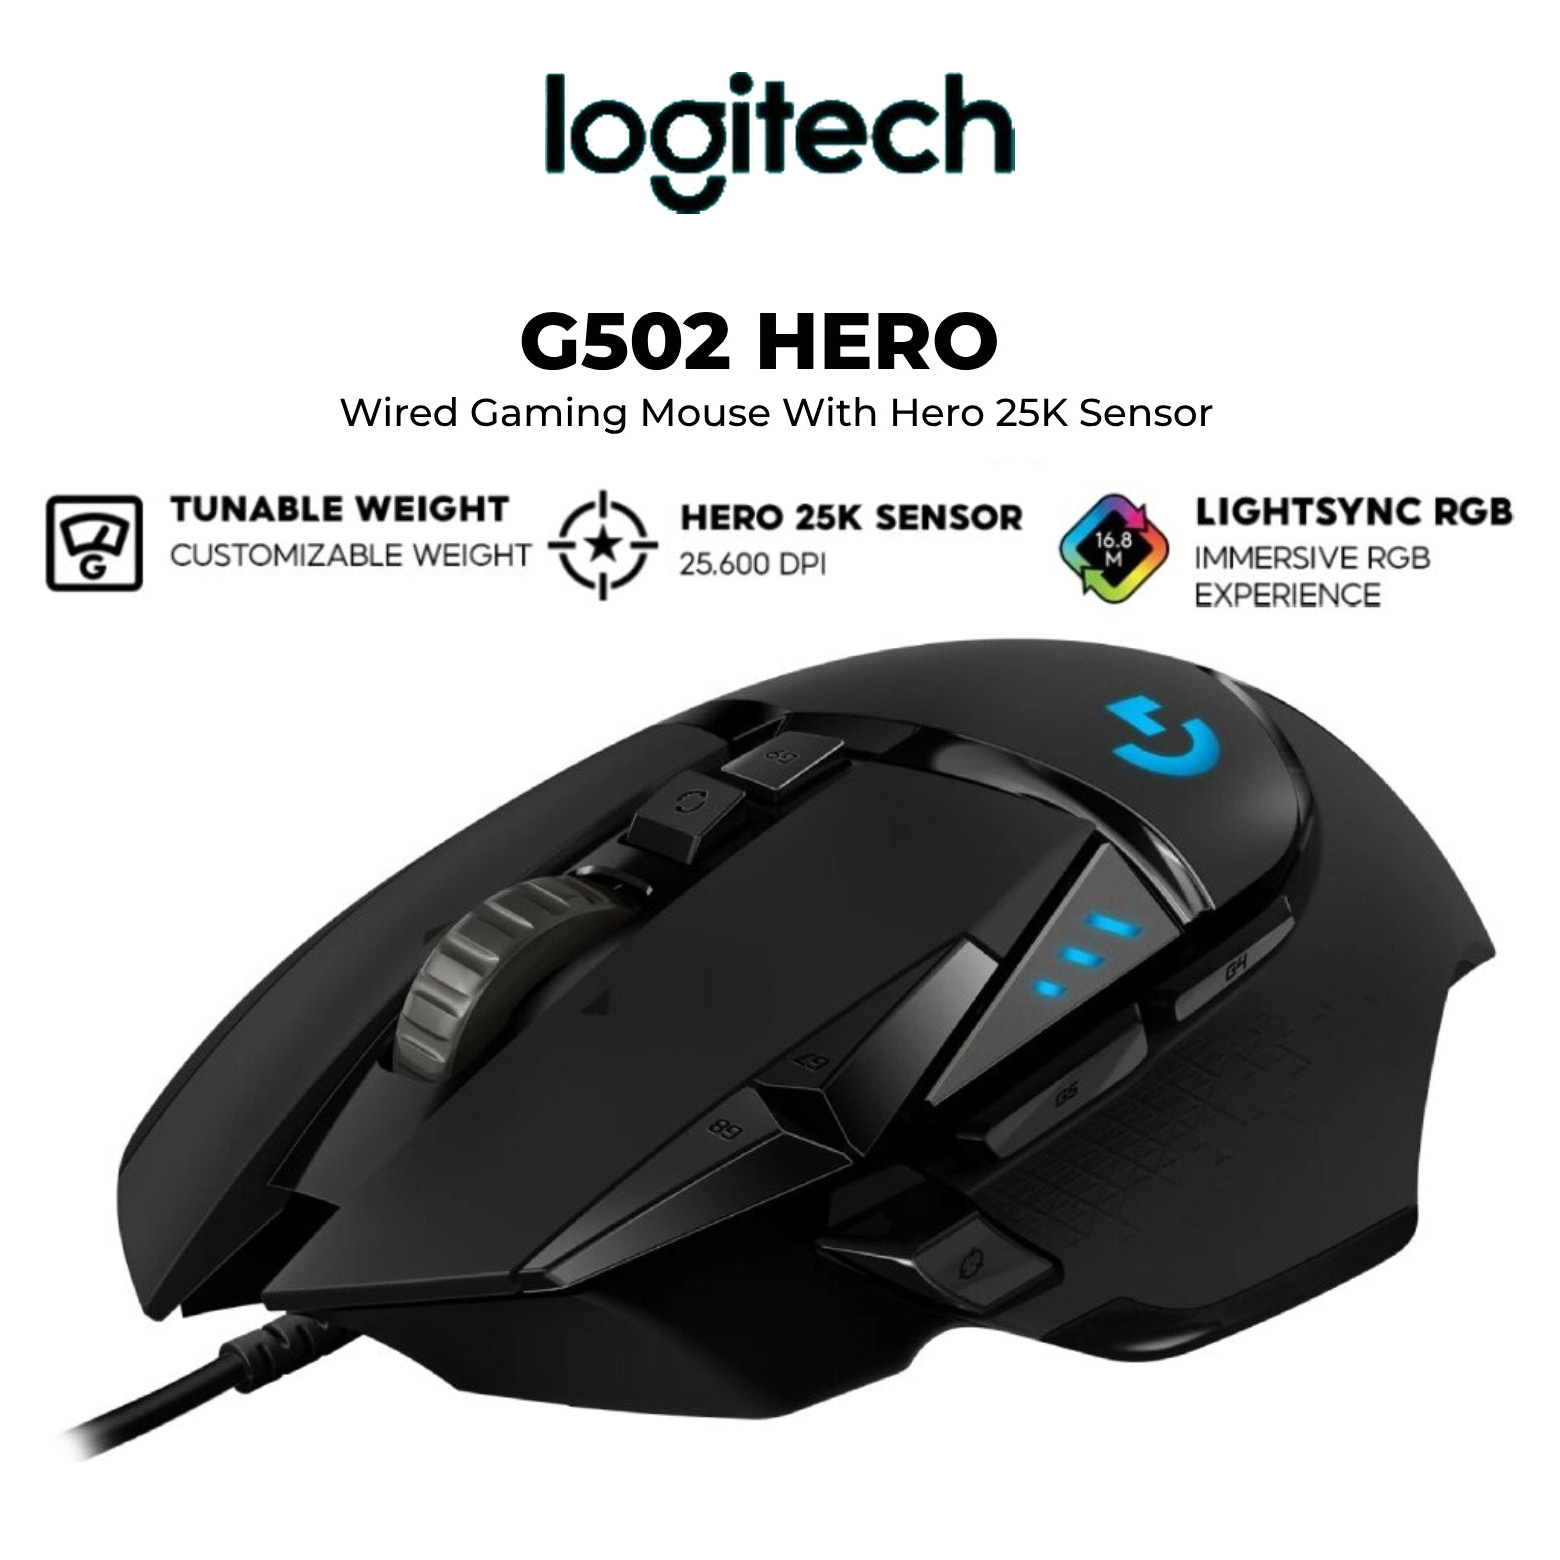 logitech
G502 HERO
Wired Gaming Mouse With Hero 25K Sensor
TUNABLE WEIGHT
CUSTOMIZABLE WEIGHT
G
HERO 25K SENSOR
25,600 DPI
16.8
M
LIGHTSYNC RGB
IMMERSIVE RGB
EXPERIENCE
G9
G4
G7
G5
G8